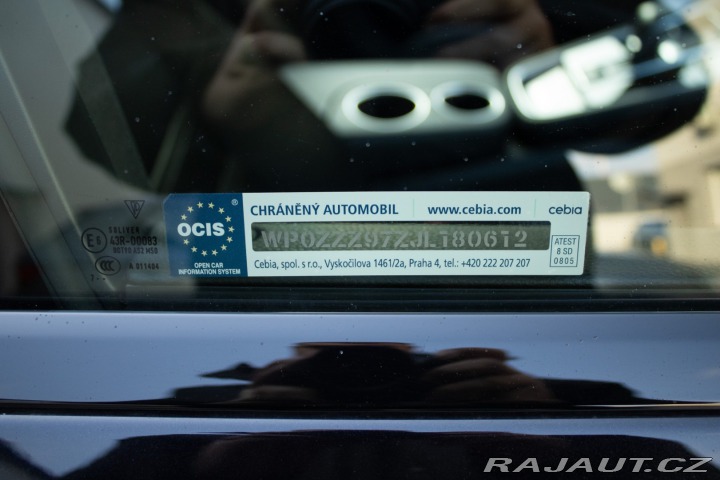 OCIS
OPEN CAR
INFORMATION SYSTEM
CHRÁNĚNÝ AUTOMOBIL
www.cebia.com
cebia
WP0ZZZ97ZJL180612
Cebia, spol. s r.o., Vyskočilova 1461/2a, Praha 4, tel.: +420 222 207 207
ATEST
8 SD
0805
43R-00083
RAJAUT.CZ